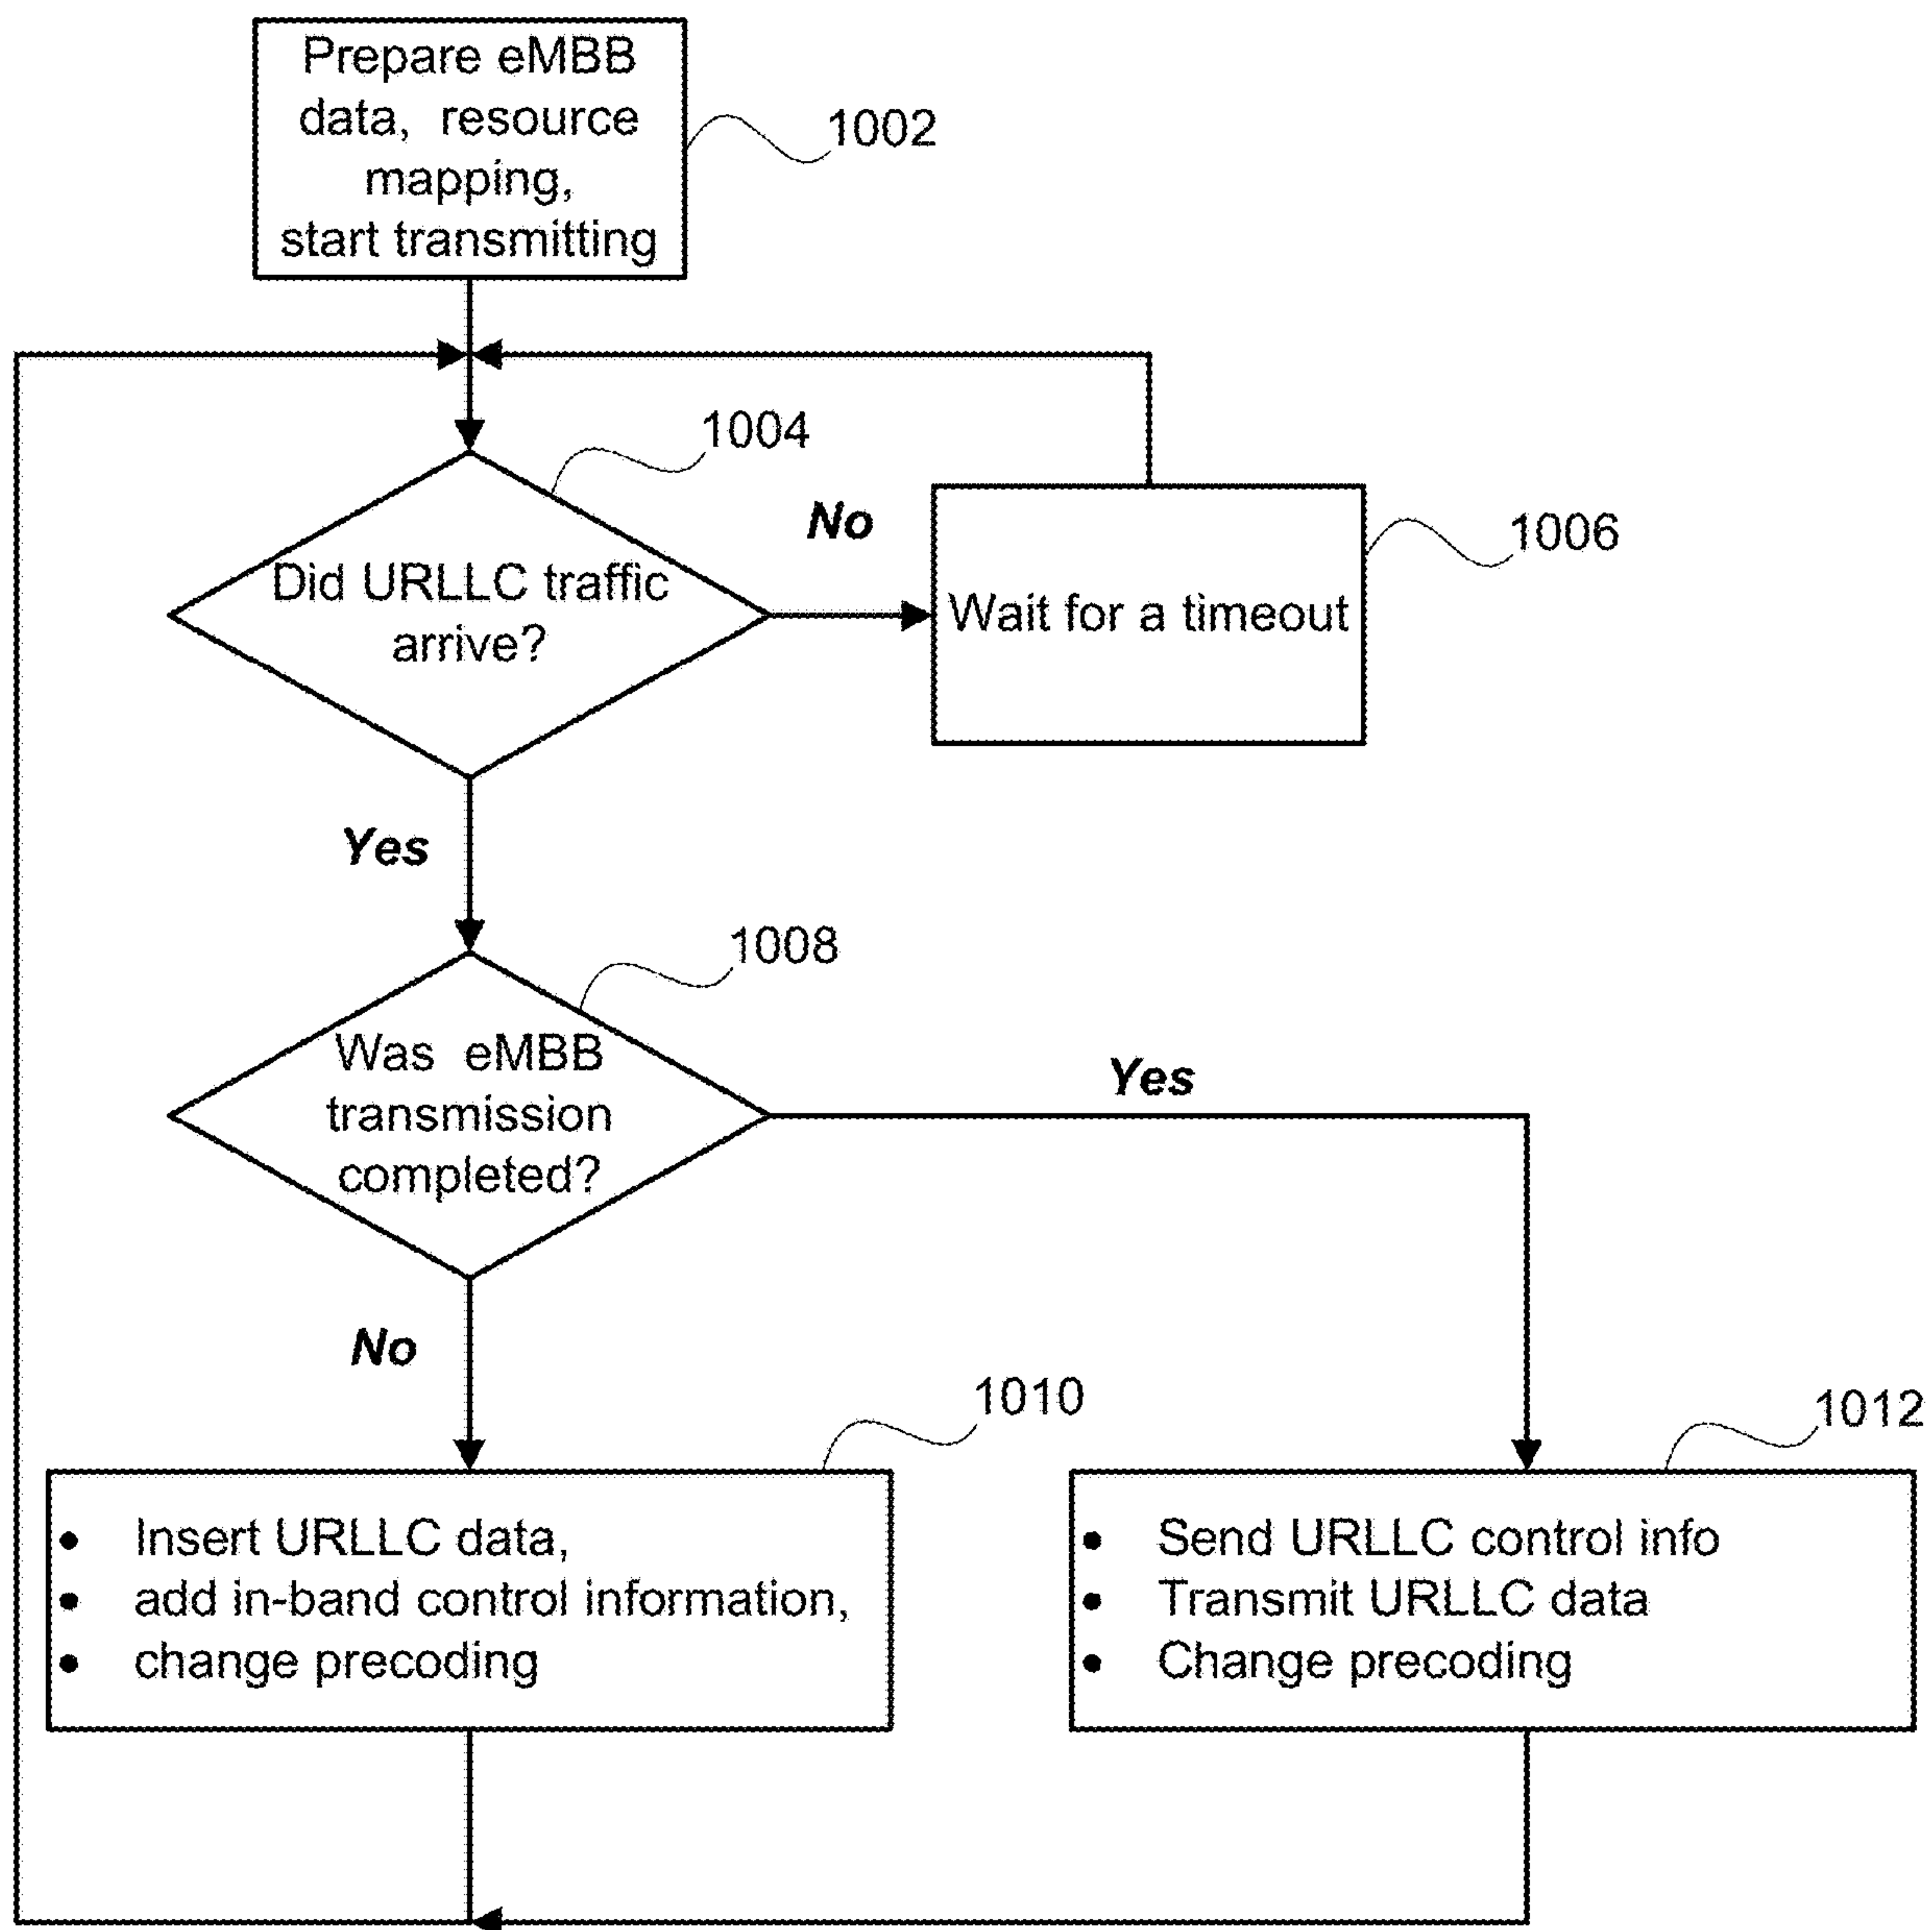 Prepare eMBB
data, resource
mapping,
start transmitting
1002
1004
Did URLLC traffic
arrive?
No
Wait for a timeout
1006
Yes
1008
Was eMBB
transmission
completed?
Yes
No
1010
• Insert URLLC data,
• add in-band control information,
• change precoding
1012
• Send URLLC control info
• Transmit URLLC data
• Change precoding